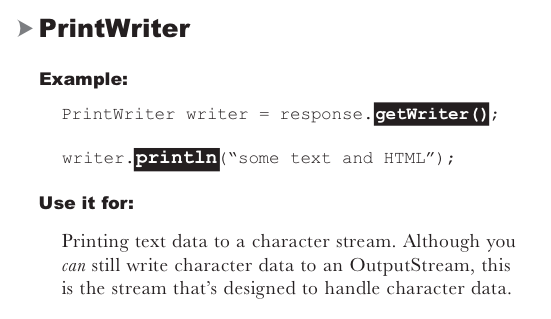 PrintWriter
Example:
PrintWriter writer = response.getWriter();
writer.println(“some text and HTML”);
Use it for:
Printing text data to a character stream. Although you
can still write character data to an OutputStream, this
is the stream that’s designed to handle character data.